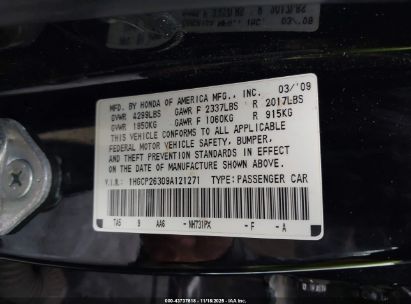 MFD. BY HONDA OF AMERICA MFG., INC. 03/'09
GVWR 4299LBS GAWR F 2337LBS R 2017LBS
GVWR 1950KG GAWR F 1060KG R 915KG
THIS VEHICLE CONFORMS TO ALL APPLICABLE
FEDERAL MOTOR VEHICLE SAFETY, BUMPER,
AND THEFT PREVENTION STANDARDS IN EFFECT
ON THE DATE OF MANUFACTURE SHOWN ABOVE.
V.I.N.: 1HGCP26309A121271 TYPE: PASSENGER CAR
TA5 9 AA6 - NH731PX - F - A